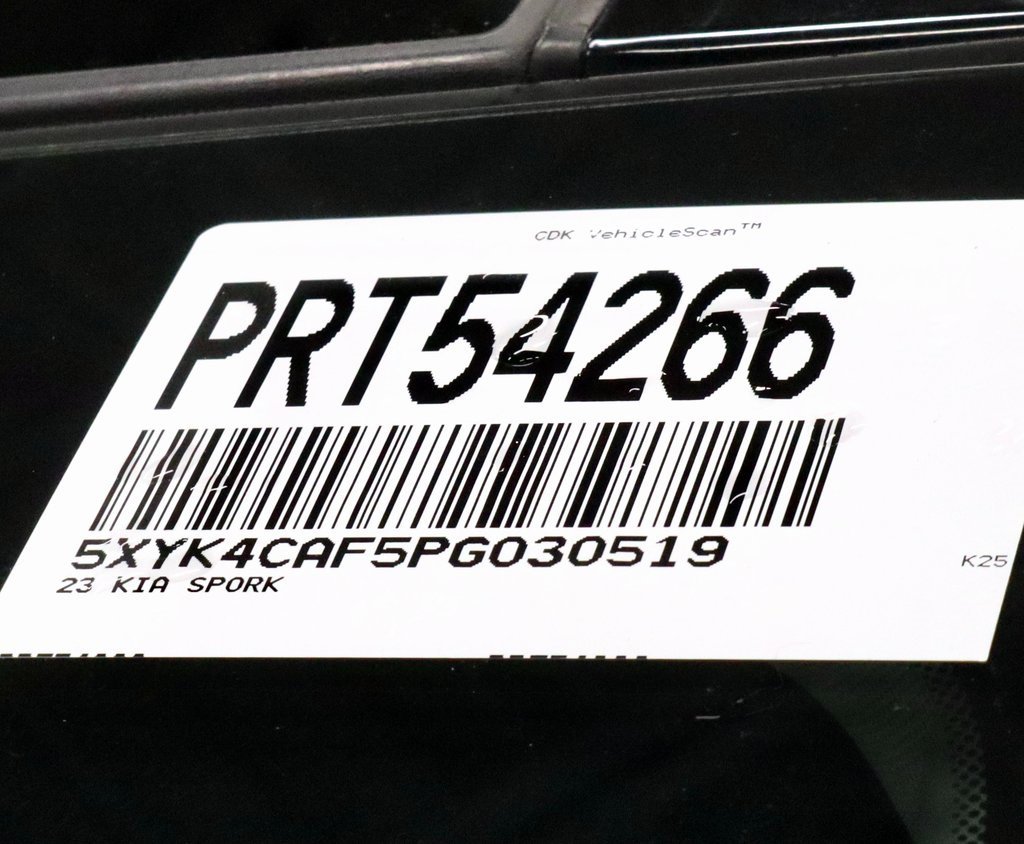 CDK VehicleScan™
PRT54266
5XYK4CAF5PG030519
23 KIA SPORK
K25